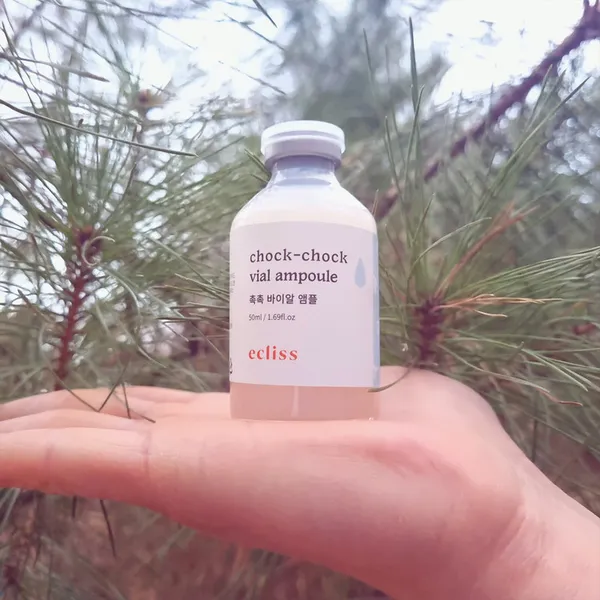 chock-chock
vial ampoule
촉촉 바이알 앰플
50ml / 1.69fl.oz
ecliss